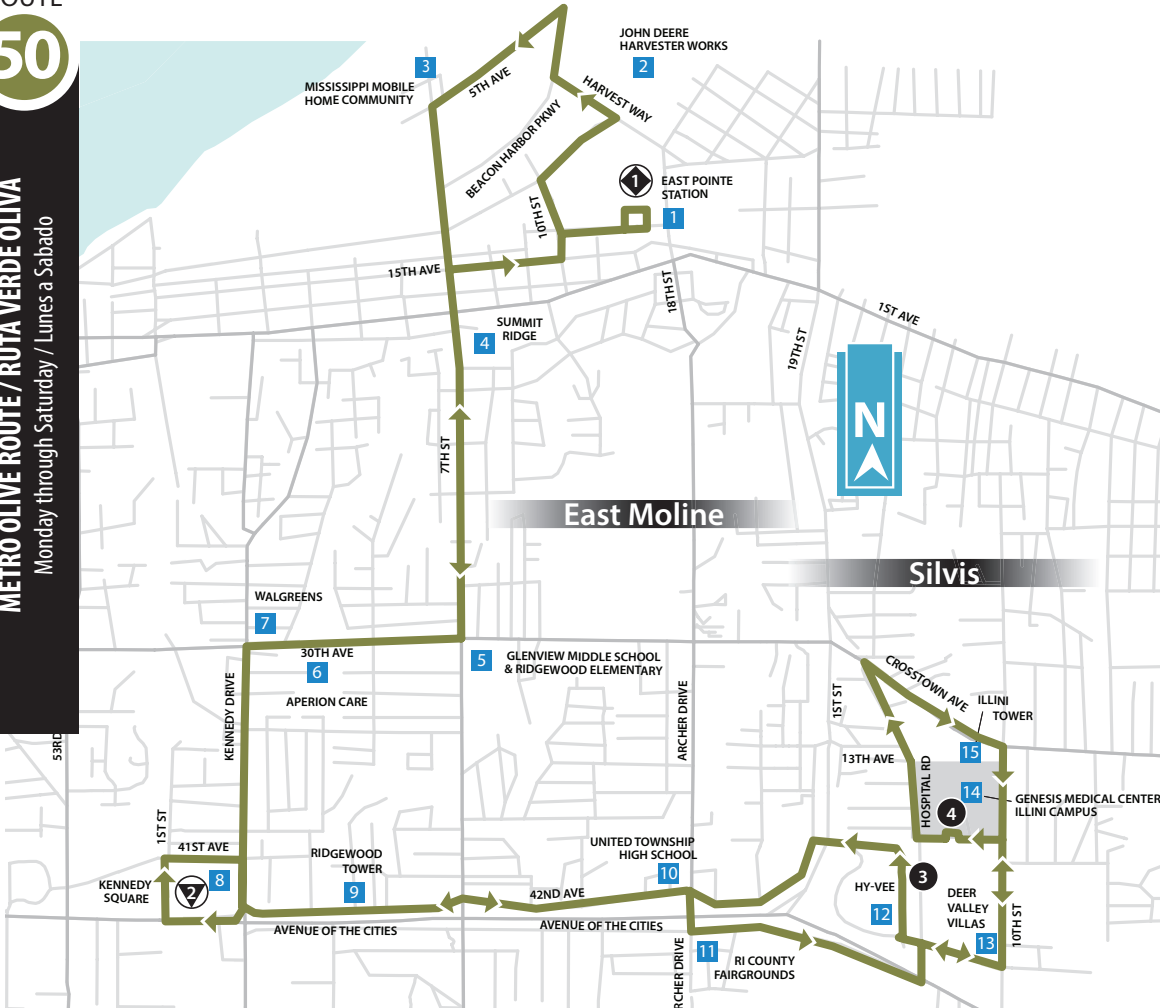 ROUTE
50
METRO OLIVE ROUTE / RUTA VERDE OLIVA
Monday through Saturday / Lunes a Sabado
JOHN DEERE
HARVESTER WORKS
2
3
MISSISSIPPI MOBILE
HOME COMMUNITY
5TH AVE
HARVEST WAY
BEACON HARBOR PKWY
1
EAST POINTE
STATION
1
10TH ST
15TH AVE
18TH ST
1ST AVE
SUMMIT
RIDGE
4
19TH ST
N
7TH ST
East Moline
Silvis
WALGREENS
7
30TH AVE
6
APERION CARE
5
GLENVIEW MIDDLE SCHOOL
& RIDGEWOOD ELEMENTARY
KENNEDY DRIVE
ARCHER DRIVE
1ST ST
CROSSTOWN AVE
ILLINI
TOWER
15
13TH AVE
HOSPITAL RD
14
GENESIS MEDICAL CENTER
ILLINI CAMPUS
4
53RD
1ST ST
41ST AVE
KENNEDY
SQUARE
2
8
RIDGEWOOD
TOWER
9
UNITED TOWNSHIP
HIGH SCHOOL
10
42ND AVE
AVENUE OF THE CITIES
AVENUE OF THE CITIES
3
HY-VEE
12
DEER
VALLEY
VILLAS
13
10TH ST
11
RI COUNTY
FAIRGROUNDS
RCHER DRIVE